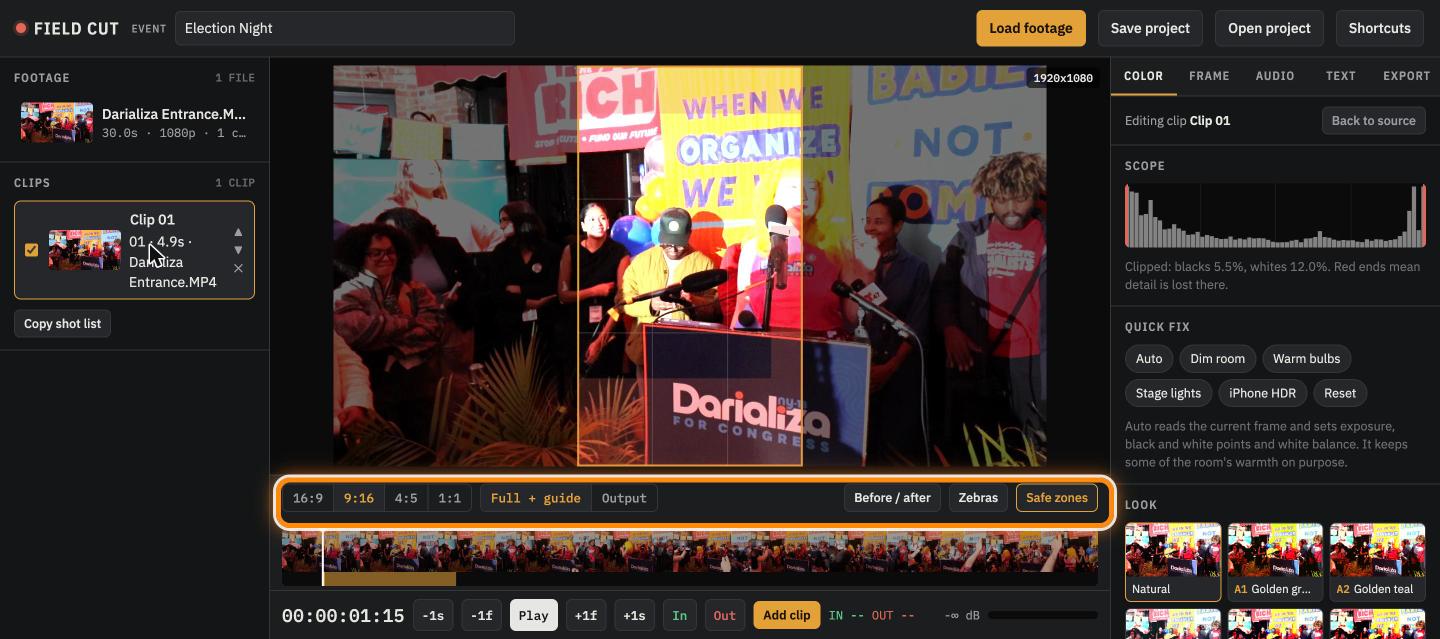 FIELD CUT EVENT Election Night Load footage Save project Open project Shortcuts
FOOTAGE 1 FILE
Darializa Entrance.M...
30.0s · 1080p · 1 c…
CLIPS 1 CLIP
Clip 01
01 · 4.9s ·
Darializa
Entrance.MP4
▲
▼
×
Copy shot list
1920x1080
RICH
FUND OUR FUTURE
WHEN WE
ORGANIZE
WE
BABIE
NOT
NY-13
Darializa
FOR CONGRESS
16:9 9:16 4:5 1:1 Full + guide Output Before / after Zebras Safe zones
00:00:01:15 -1s -1f Play +1f +1s In Out Add clip IN -- OUT -- -∞ dB
COLOR FRAME AUDIO TEXT EXPORT
Editing clip Clip 01 Back to source
SCOPE
Clipped: blacks 5.5%, whites 12.0%. Red ends mean
detail is lost there.
QUICK FIX
Auto Dim room Warm bulbs
Stage lights iPhone HDR Reset
Auto reads the current frame and sets exposure,
black and white points and white balance. It keeps
some of the room's warmth on purpose.
LOOK
Natural A1 Golden gr... A2 Golden teal